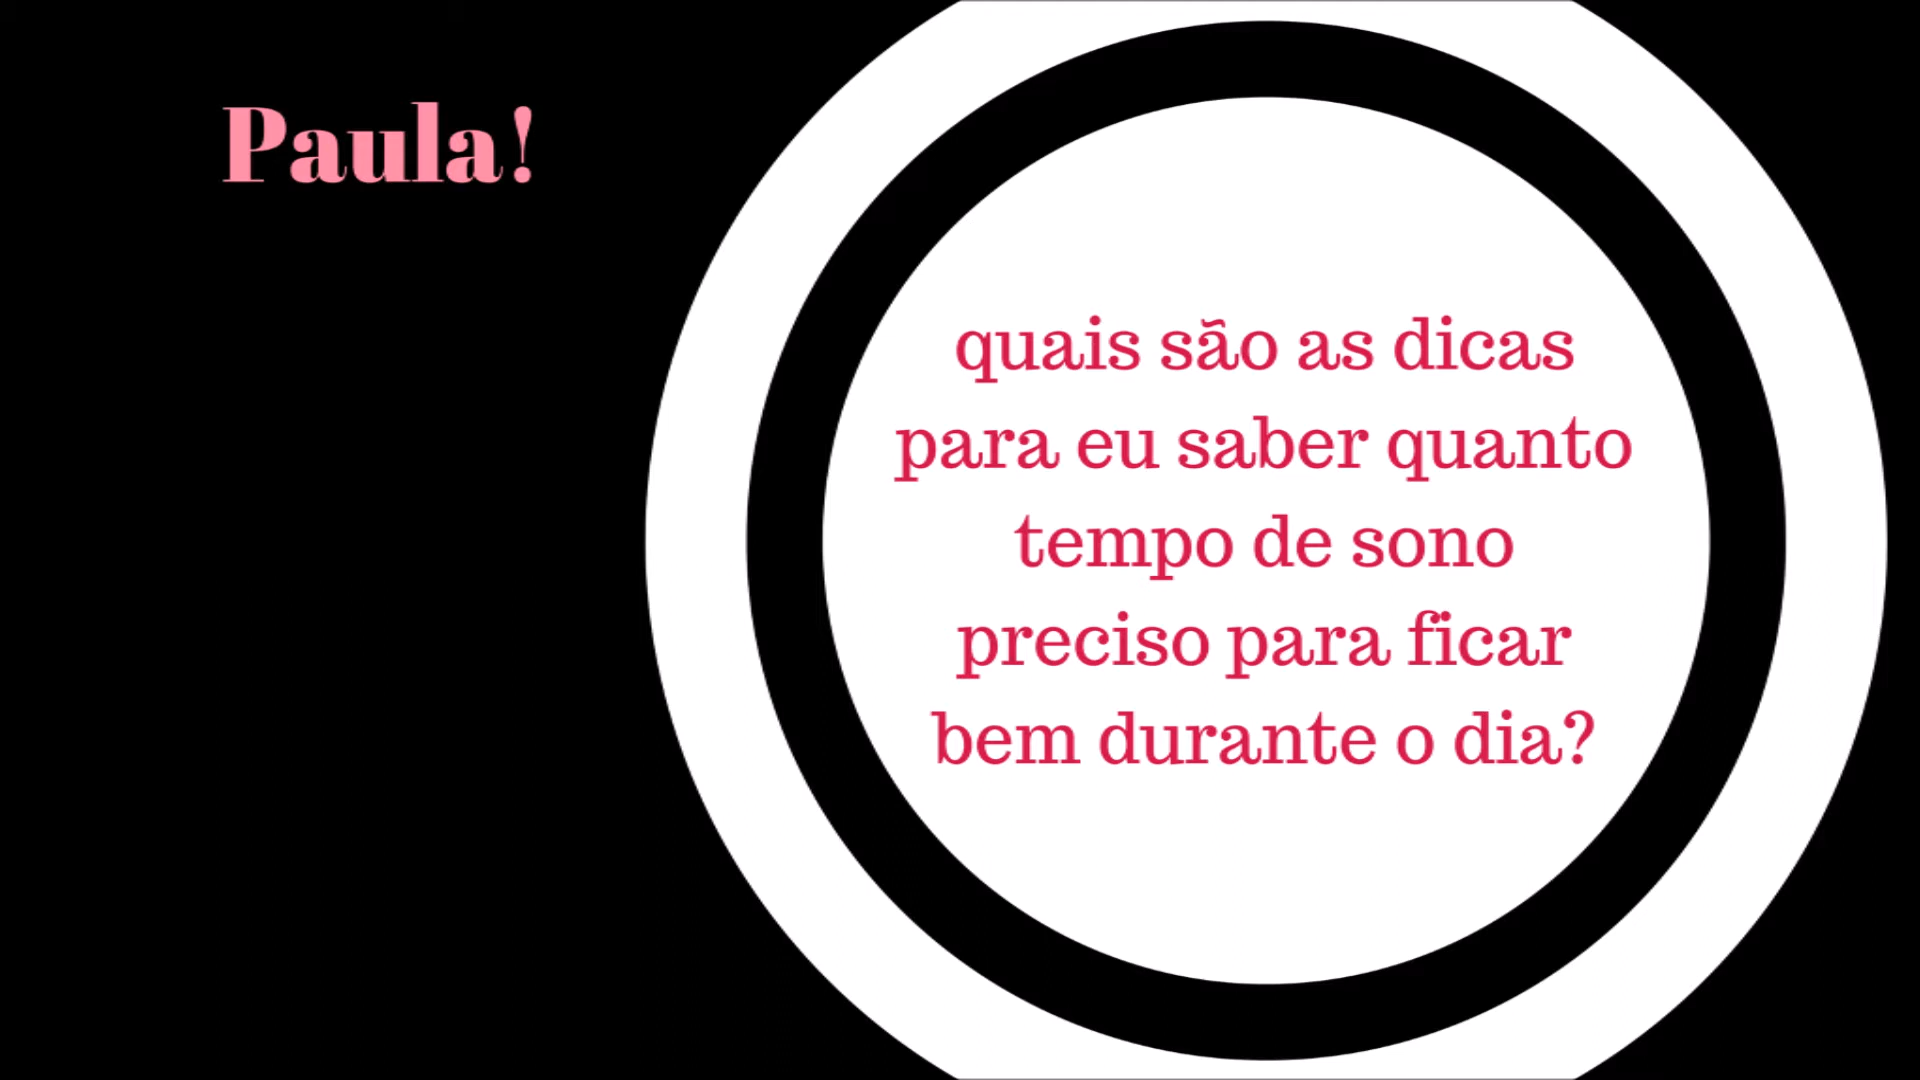 Paula!
quais são as dicas
para eu saber quanto
tempo de sono
preciso para ficar
bem durante o dia?